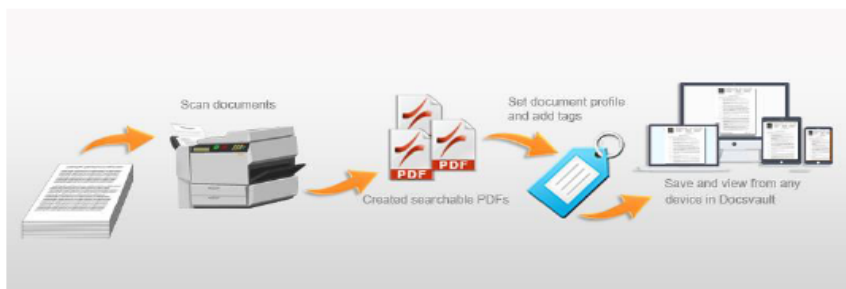 Scan documents
PDF
PDF
Created searchable PDFs
Set document profile
and add tags
Save and view from any
device in Docsvault